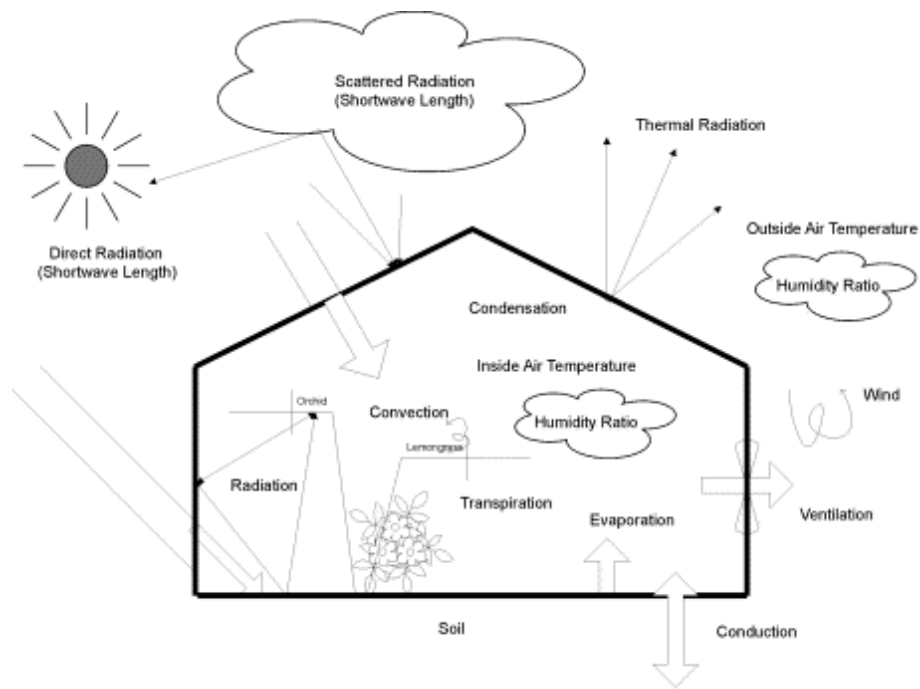 Scattered Radiation
(Shortwave Length)
Thermal Radiation
Direct Radiation
(Shortwave Length)
Outside Air Temperature
Humidity Ratio
Condensation
Inside Air Temperature
Wind
Orchid
Convection
Humidity Ratio
Lemongrass
Radiation
Transpiration
Evaporation
Ventilation
Soil
Conduction